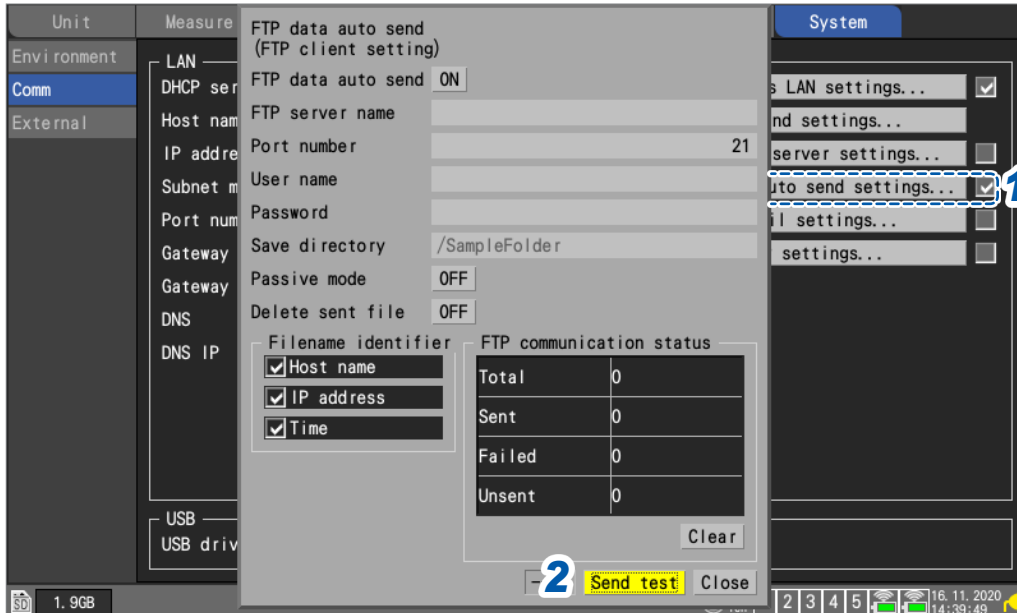 Unit
Measure
System
Environment
Comm
External
LAN
DHCP ser
Host nam
IP addre
Subnet m
Port num
Gateway
Gateway
DNS
DNS IP
USB
USB driv
FTP data auto send
(FTP client setting)
FTP data auto send ON
FTP server name
Port number 21
User name
Password
Save directory /SampleFolder
Passive mode OFF
Delete sent file OFF
Filename identifier
Host name
IP address
Time
FTP communication status
Total 0
Sent 0
Failed 0
Unsent 0
Clear
2 Send test Close
s LAN settings...
nd settings...
server settings...
uto send settings... 1
il settings...
settings...
SD 1.9GB
2 3 4 5 16.11.2020
14:39:49